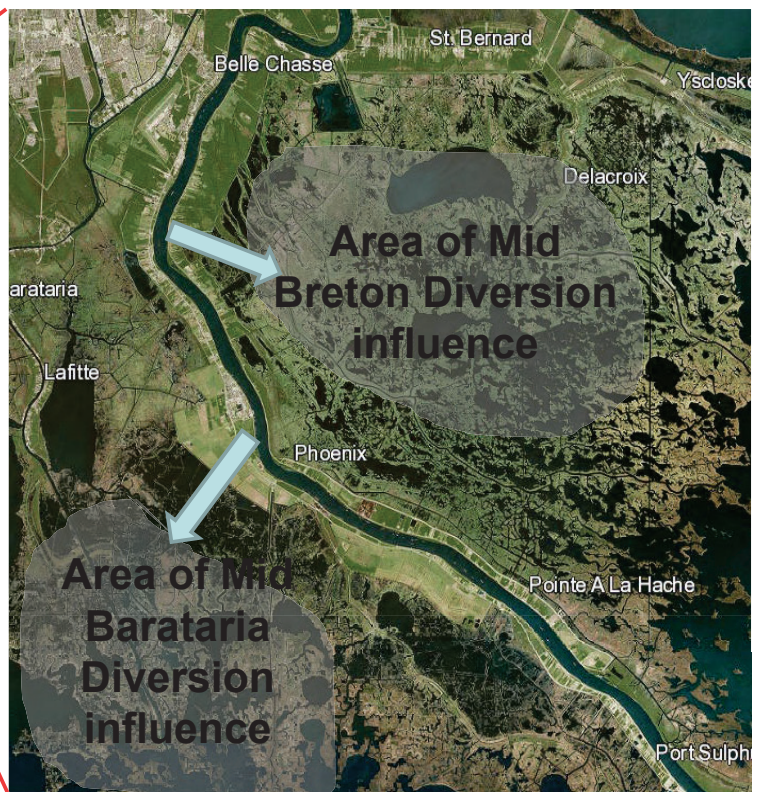 St. Bernard
Belle Chasse
Yscloske
Delacroix
Area of Mid
Breton Diversion
influence
arataria
Lafitte
Phoenix
Area of Mid
Barataria
Diversion
influence
Pointe A La Hache
Port Sulphu